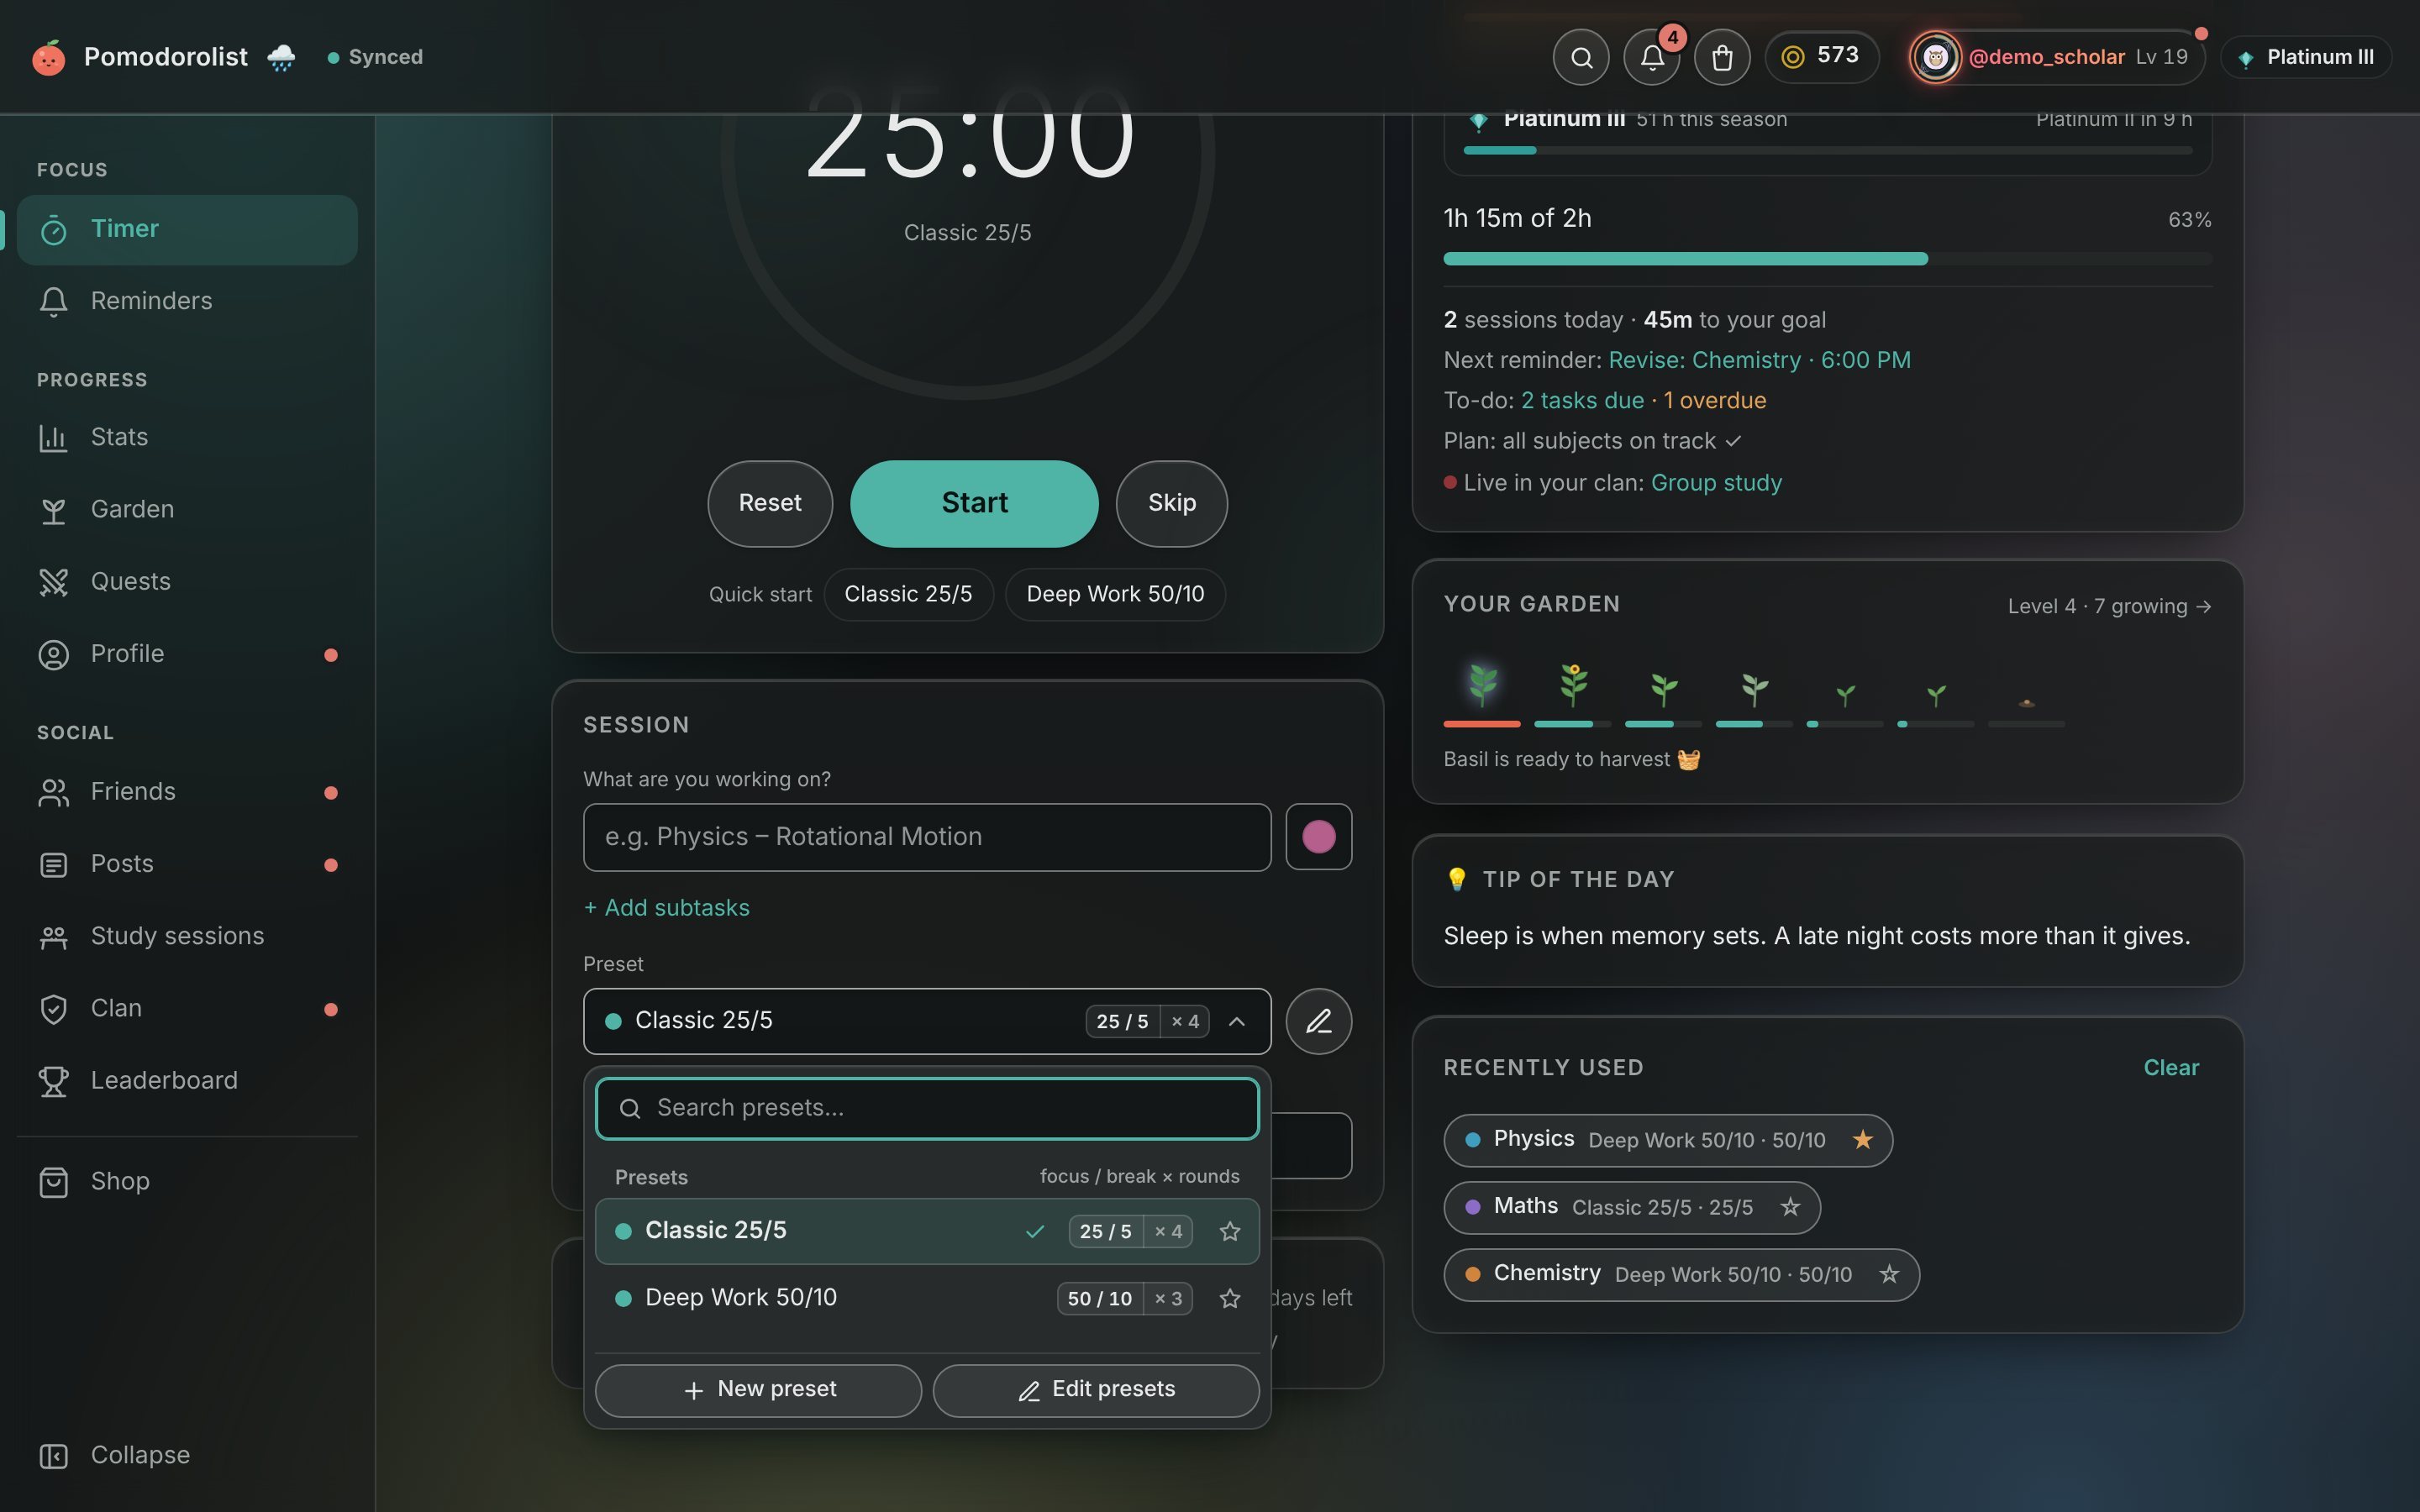 Pomodorolist
Synced
4
573
@demo_scholar Lv 19
Platinum III
FOCUS
Timer
Reminders
PROGRESS
Stats
Garden
Quests
Profile
SOCIAL
Friends
Posts
Study sessions
Clan
Leaderboard
Shop
Collapse
25:00
Classic 25/5
Reset
Start
Skip
Quick start
Classic 25/5
Deep Work 50/10
SESSION
What are you working on?
e.g. Physics – Rotational Motion
+ Add subtasks
Preset
Classic 25/5 25 / 5 × 4
Search presets...
Presets focus / break × rounds
Classic 25/5 25 / 5 × 4
Deep Work 50/10 50 / 10 × 3
New preset
Edit presets
days left
Platinum III 51 h this season Platinum II in 9 h
1h 15m of 2h 63%
2 sessions today · 45m to your goal
Next reminder: Revise: Chemistry · 6:00 PM
To-do: 2 tasks due · 1 overdue
Plan: all subjects on track ✓
Live in your clan: Group study
YOUR GARDEN Level 4 · 7 growing →
Basil is ready to harvest
TIP OF THE DAY
Sleep is when memory sets. A late night costs more than it gives.
RECENTLY USED Clear
Physics Deep Work 50/10 · 50/10
Maths Classic 25/5 · 25/5
Chemistry Deep Work 50/10 · 50/10